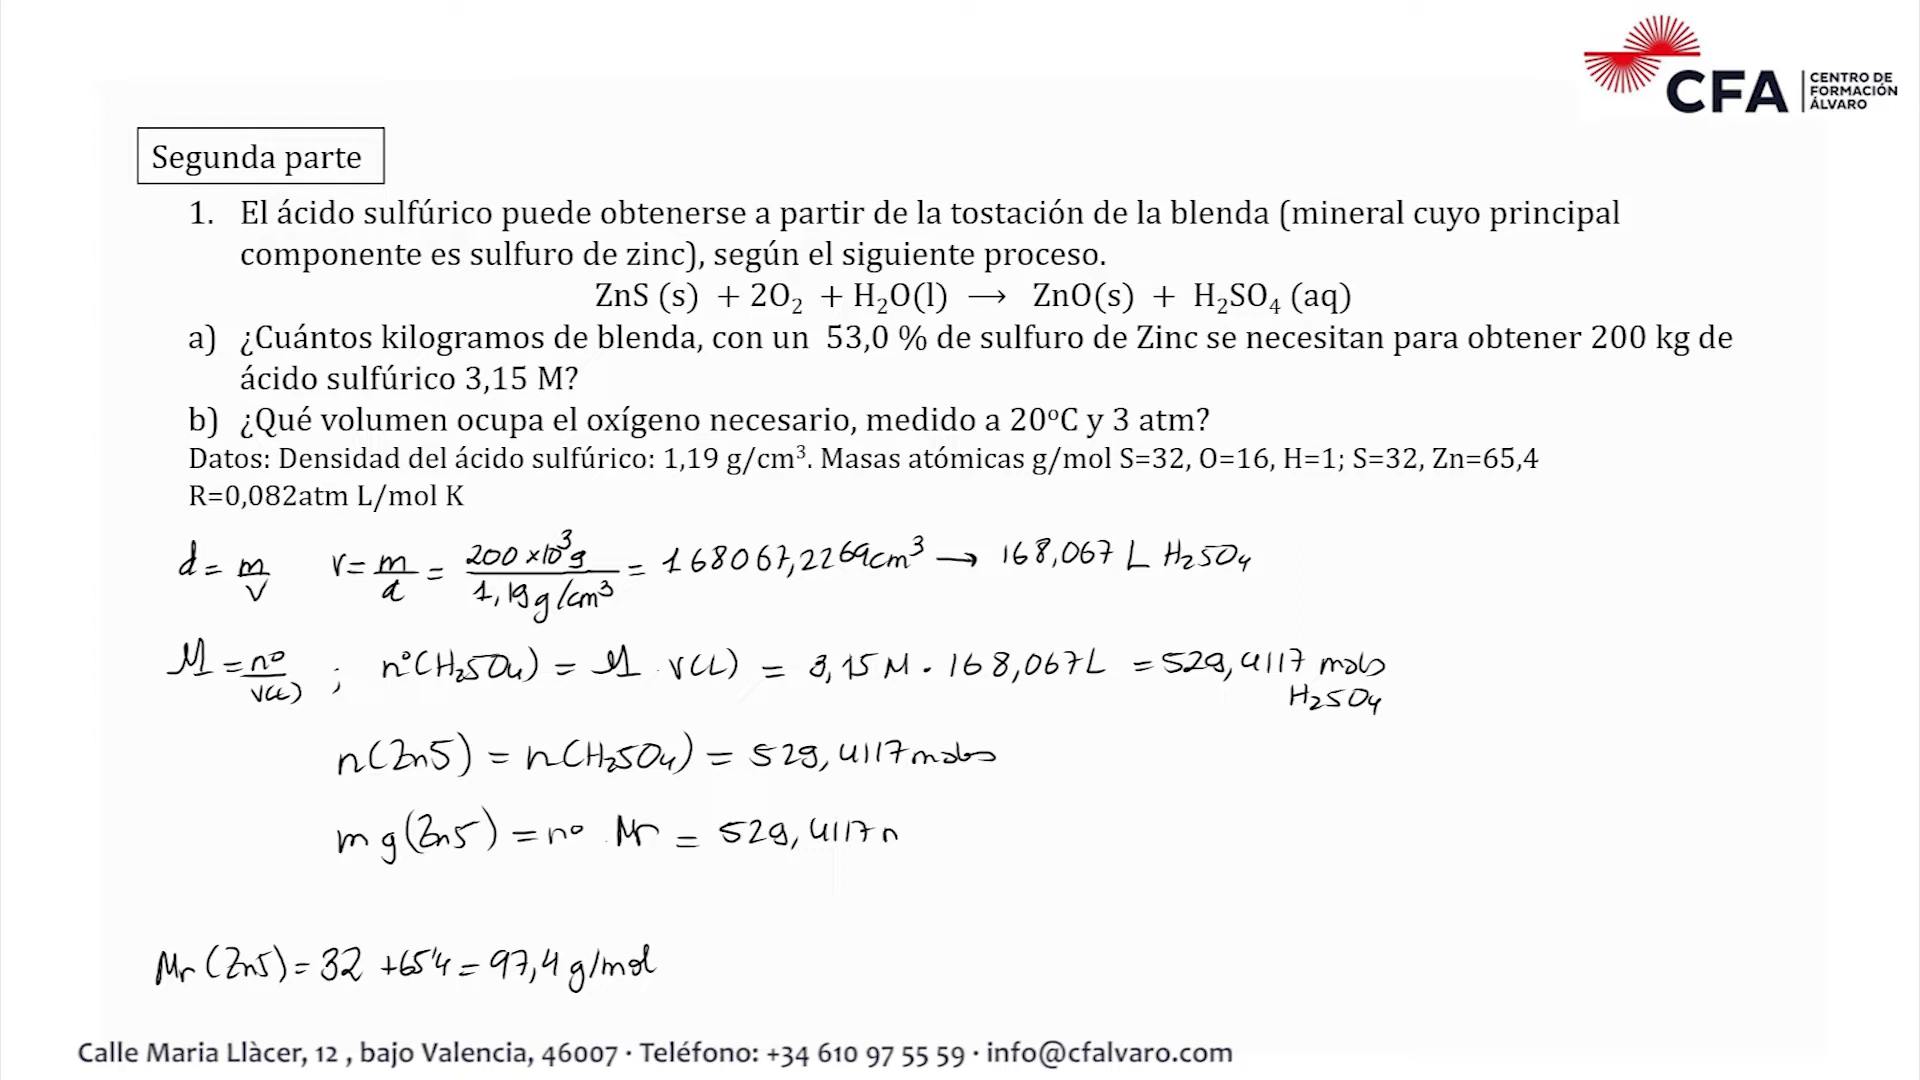 CFA
CENTRO DE
FORMACIÓN
ÁLVARO
Segunda parte
1. El ácido sulfúrico puede obtenerse a partir de la tostación de la blenda (mineral cuyo principal
componente es sulfuro de zinc), según el siguiente proceso.
ZnS (s) + 2O₂ + H₂O(l) ⟶ ZnO(s) + H₂SO₄ (aq)
a) ¿Cuántos kilogramos de blenda, con un 53,0 % de sulfuro de Zinc se necesitan para obtener 200 kg de
ácido sulfúrico 3,15 M?
b) ¿Qué volumen ocupa el oxígeno necesario, medido a 20ºC y 3 atm?
Datos: Densidad del ácido sulfúrico: 1,19 g/cm³. Masas atómicas g/mol S=32, O=16, H=1; S=32, Zn=65,4
R=0,082atm L/mol K
d = m/V   V = m/d = 200 x10³g / 1,19 g/cm³ = 168067,2269cm³ → 168,067 L H₂SO₄
M = nº/V(L) ; nº(H₂SO₄) = M · V(L) = 3,15 M · 168,067L = 529,4117 mols
H₂SO₄
n(ZnS) = n(H₂SO₄) = 529,4117 mols
mg(ZnS) = nº · Mr = 529,4117 n
Mr (ZnS) = 32 + 65'4 = 97,4 g/mol
Calle Maria Llàcer, 12 , bajo Valencia, 46007 · Teléfono: +34 610 97 55 59 · info@cfalvaro.com